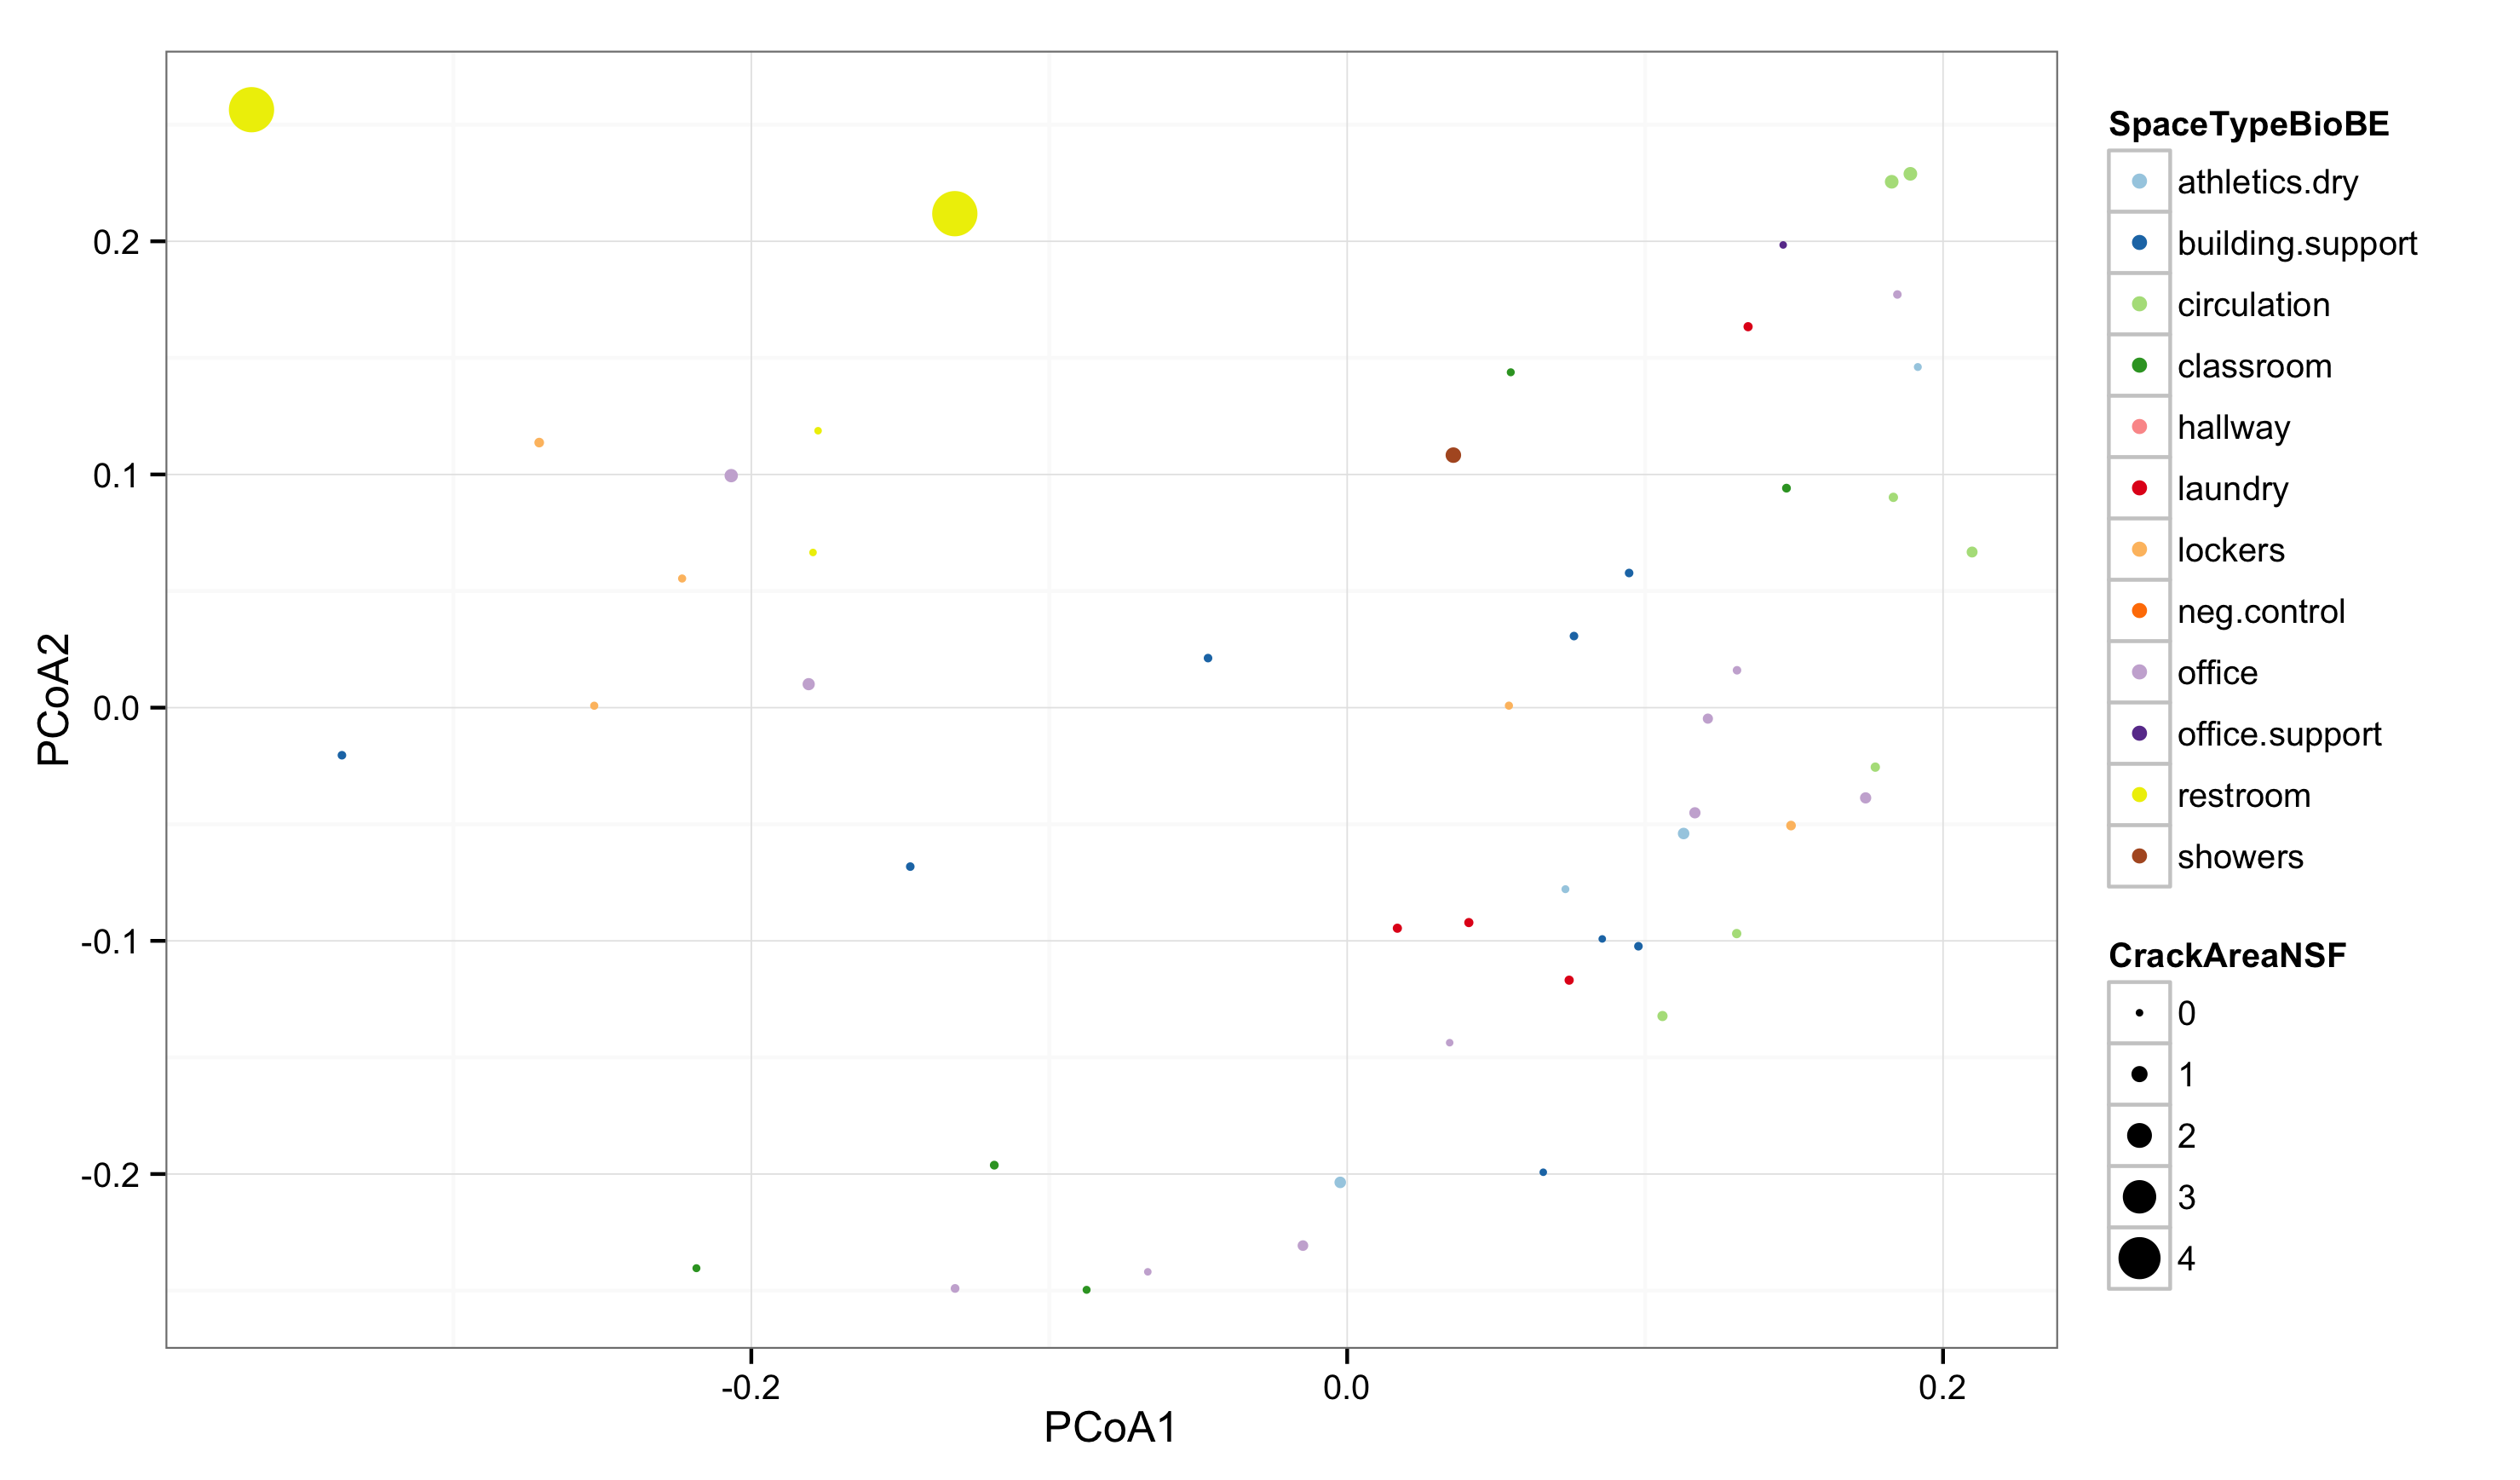 PCoA2
0.2
0.1
0.0
-0.1
-0.2
-0.2
0.0
0.2
PCoA1
SpaceTypeBioBE
athletics.dry
building.support
circulation
classroom
hallway
laundry
lockers
neg.control
office
office.support
restroom
showers
CrackAreaNSF
0
1
2
3
4